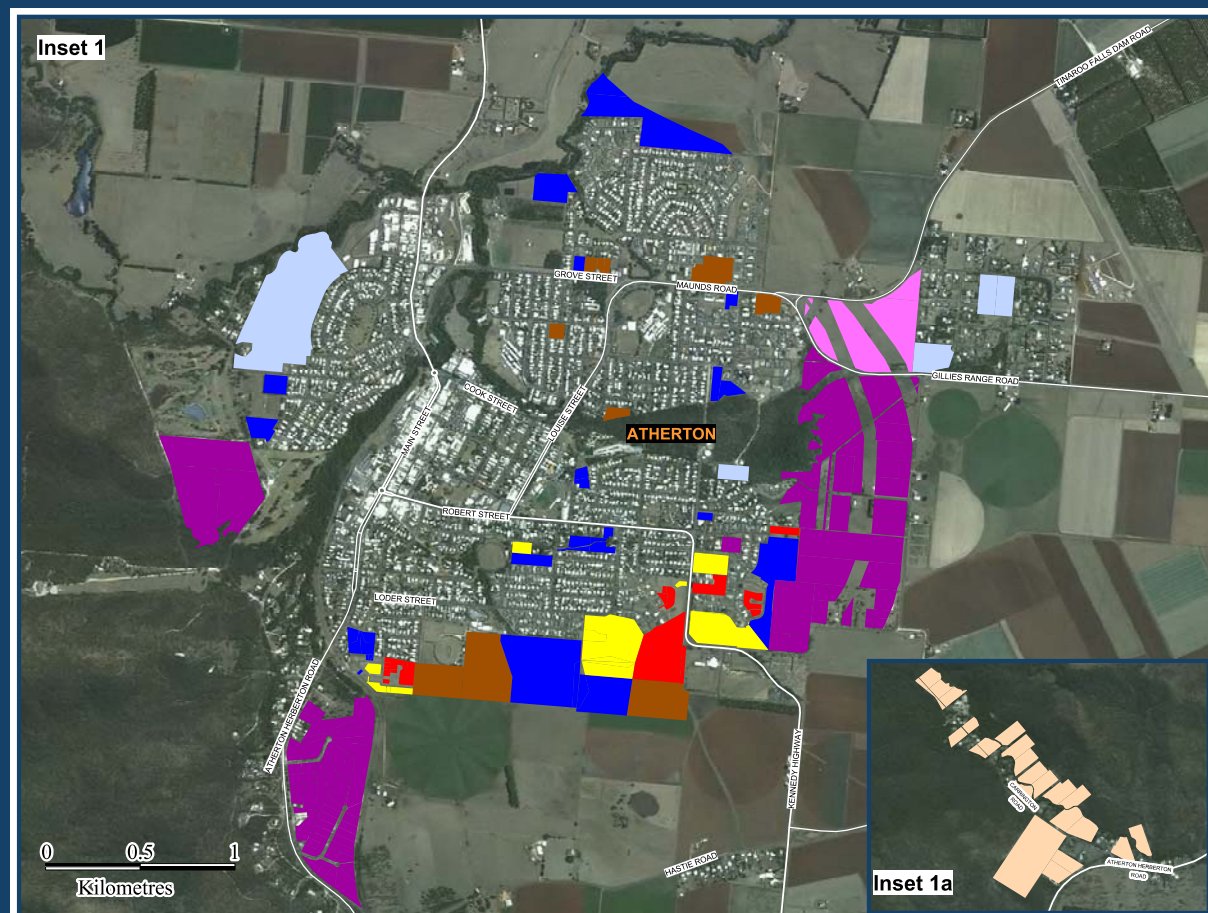 Inset 1
TINAROO FALLS DAM ROAD
GROVE STREET
MAUNDS ROAD
GILLIES RANGE ROAD
COOK STREET
LOUISE STREET
MAIN STREET
ATHERTON
ROBERT STREET
LODER STREET
ATHERTON HERBERTON ROAD
KENNEDY HIGHWAY
HASTIE ROAD
0 0.5 1
Kilometres
CARRINGTON
ROAD
ATHERTON HERBERTON
ROAD
Inset 1a